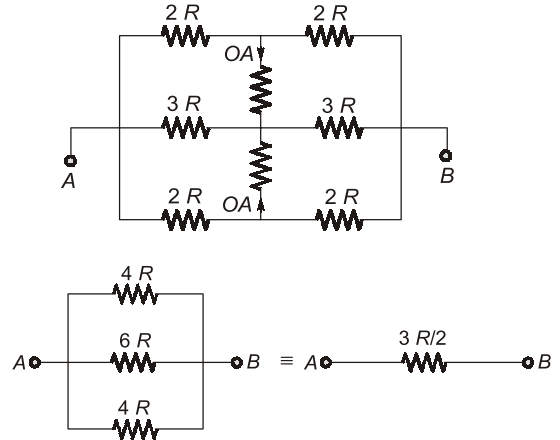 2 R 2 R
OA
3 R 3 R
A B
2 R 2 R
OA
4 R
6 R 3 R/2
A B ≡ A B
4 R